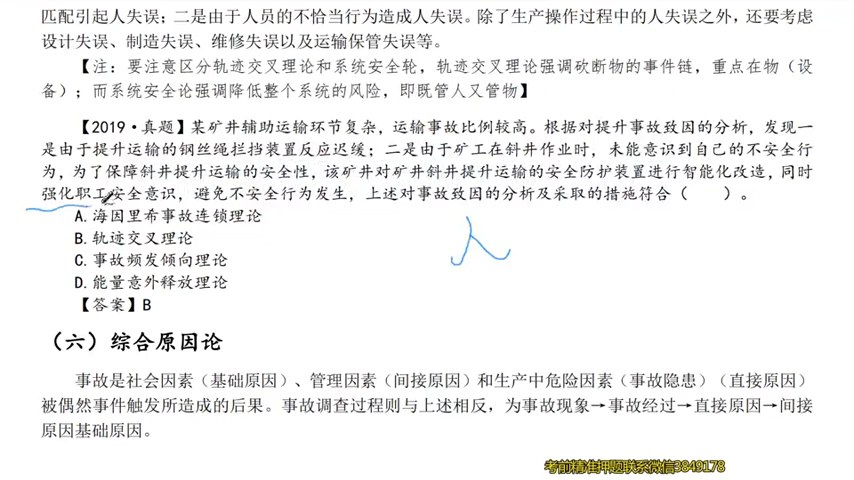 匹配引起人失误；二是由于人员的不恰当行为造成人失误。除了生产操作过程中的人失误之外，还要考虑
设计失误、制造失误、维修失误以及运输保管失误等。
【注：要注意区分轨迹交叉理论和系统安全轮，轨迹交叉理论强调砍断物的事件链，重点在物（设
备）；而系统安全论强调降低整个系统的风险，即既管人又管物】
【2019·真题】某矿井辅助运输环节复杂，运输事故比例较高。根据对提升事故致因的分析，发现一
是由于提升运输的钢丝绳拦挡装置反应迟缓；二是由于矿工在斜井作业时，未能意识到自己的不安全行
为，为了保障斜井提升运输的安全性，该矿井对矿井斜井提升运输的安全防护装置进行智能化改造，同时
强化职工安全意识，避免不安全行为发生，上述对事故致因的分析及采取的措施符合（ ）。
A.海因里希事故连锁理论
B.轨迹交叉理论
C.事故频发倾向理论
D.能量意外释放理论
【答案】B
（六）综合原因论
事故是社会因素（基础原因）、管理因素（间接原因）和生产中危险因素（事故隐患）（直接原因）
被偶然事件触发所造成的后果。事故调查过程则与上述相反，为事故现象→事故经过→直接原因→间接
原因基础原因。
考前精准押题联系微信3849178